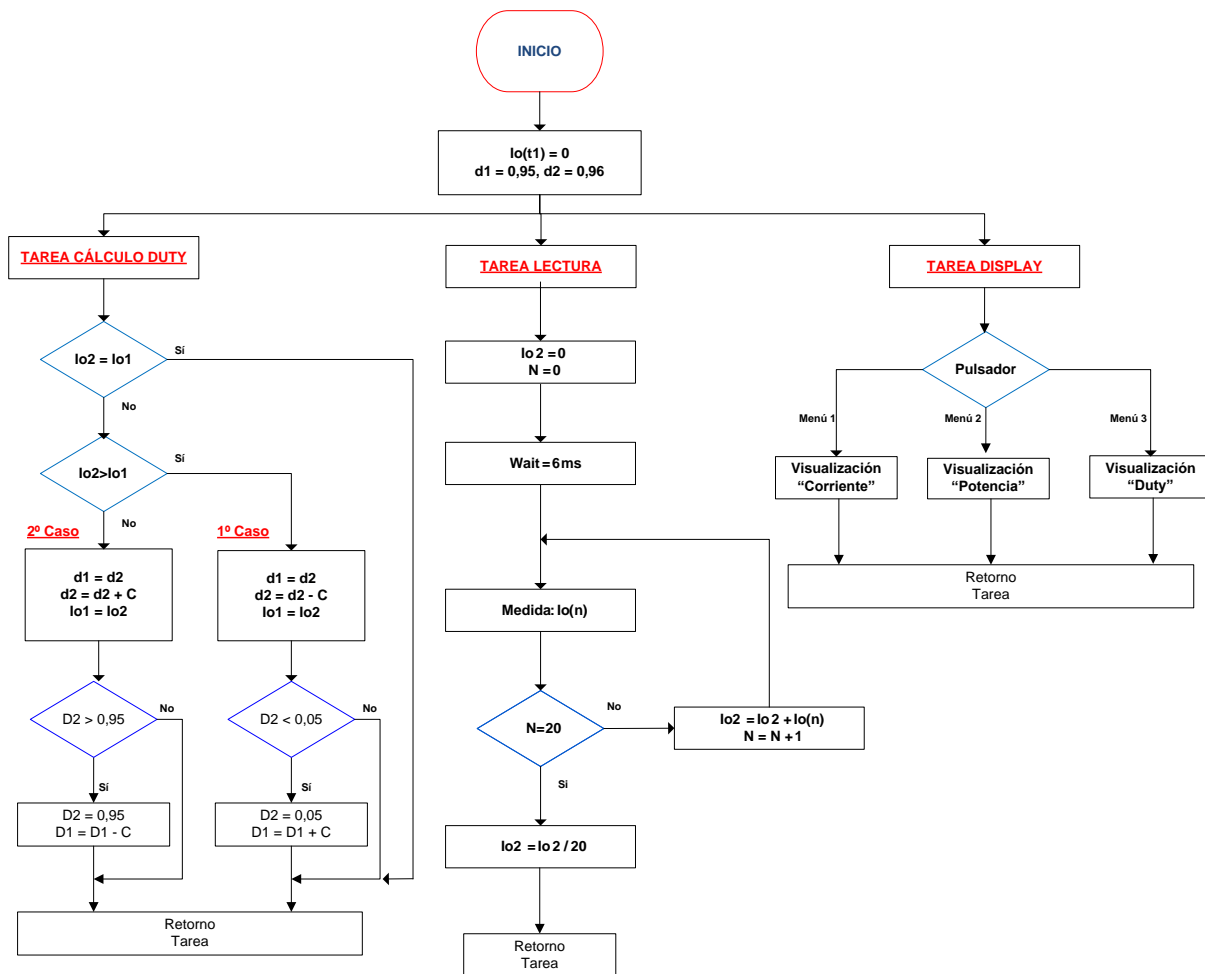 INICIO
Io(t1) = 0
d1 = 0,95, d2 = 0,96
TAREA CÁLCULO DUTY
Io2 = Io1
Sí
No
Io2>Io1
Sí
No
2º Caso
d1 = d2
d2 = d2 + C
Io1 = Io2
D2 > 0,95
No
Sí
D2 = 0,95
D1 = D1 - C
1º Caso
d1 = d2
d2 = d2 - C
Io1 = Io2
D2 < 0,05
No
Sí
D2 = 0,05
D1 = D1 + C
Retorno
Tarea
TAREA LECTURA
Io2 = 0
N = 0
Wait = 6ms
Medida: Io(n)
N=20
No
Io2 = Io2 + Io(n)
N = N + 1
Si
Io2 = Io2 / 20
Retorno
Tarea
TAREA DISPLAY
Pulsador
Menú 1
Menú 2
Menú 3
Visualización
“Corriente”
Visualización
“Potencia”
Visualización
“Duty”
Retorno
Tarea